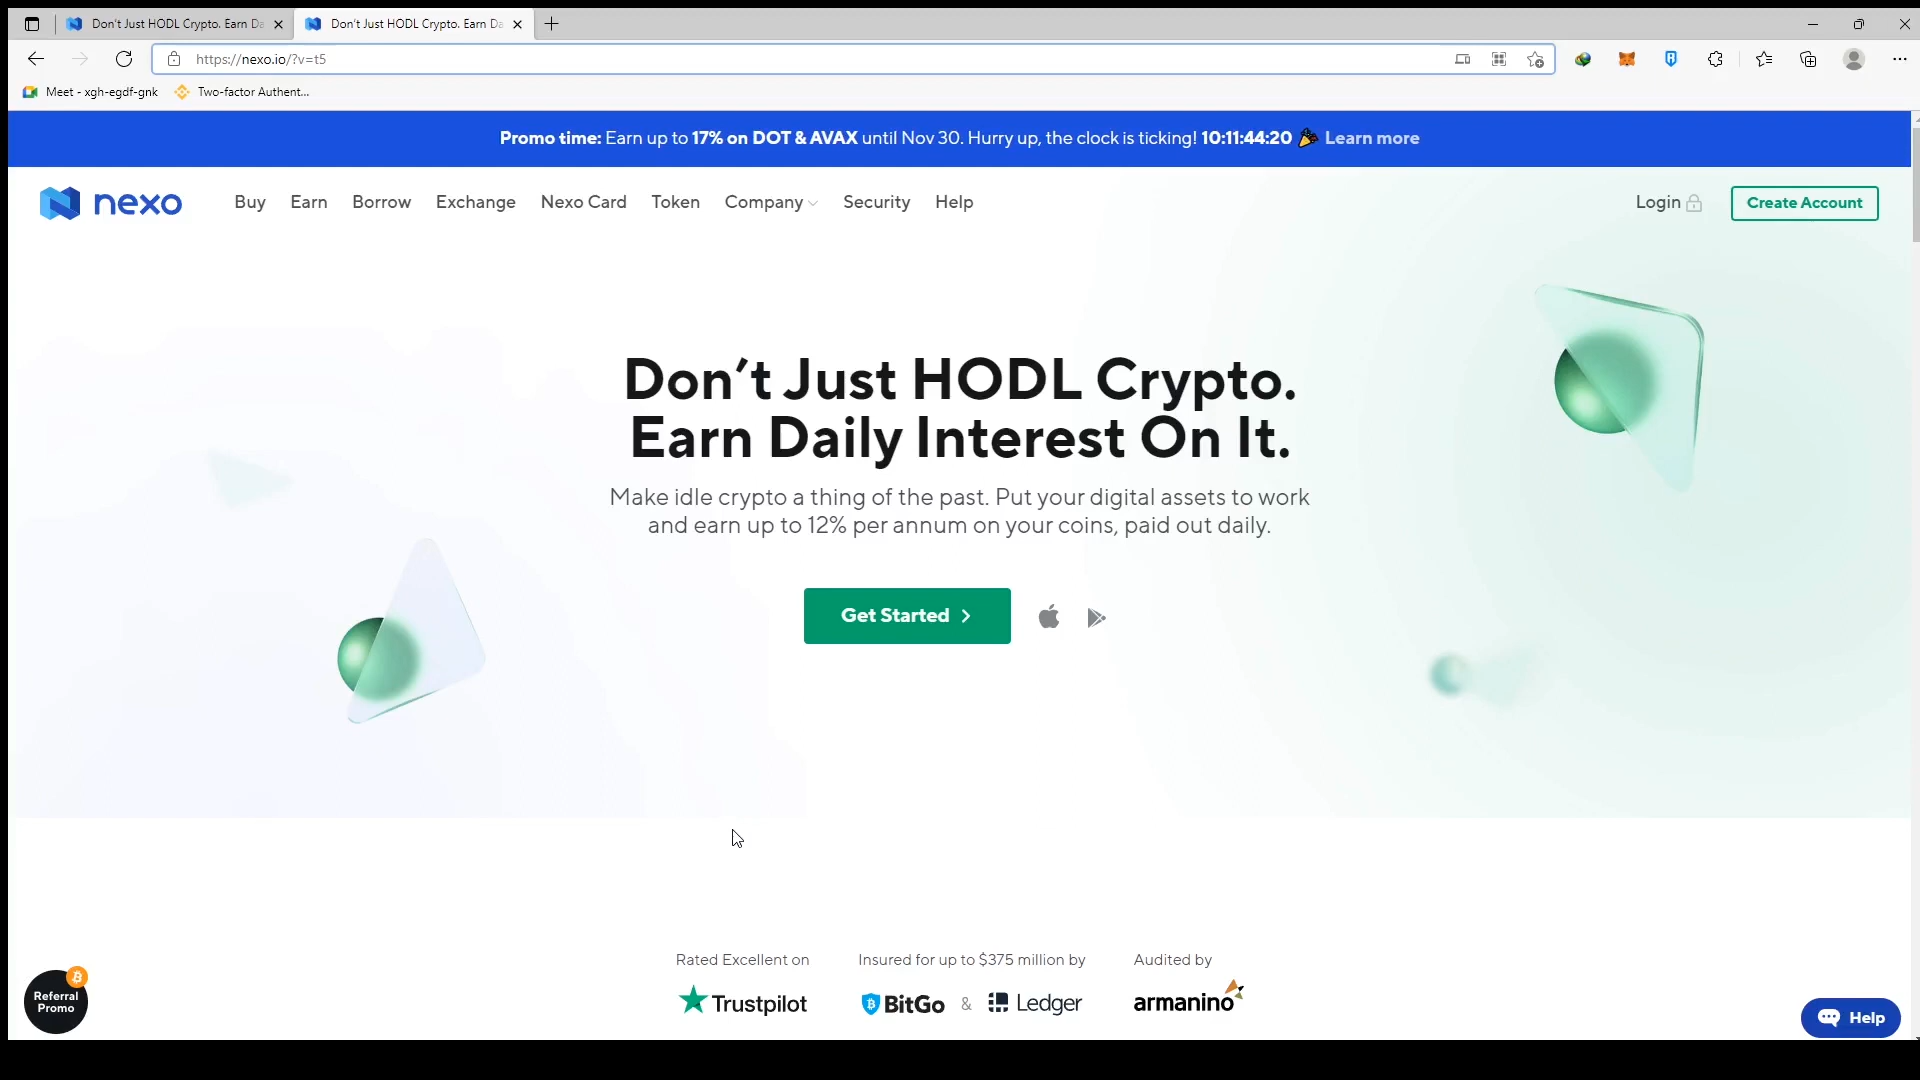 Don't Just HODL Crypto. Earn Da
Don't Just HODL Crypto. Earn Da
https://nexo.io/?v=t5
Meet - xgh-egdf-gnk
Two-factor Authent...
Promo time: Earn up to 17% on DOT & AVAX until Nov 30. Hurry up, the clock is ticking! 10:11:44:20 🎉 Learn more
nexo
Buy Earn Borrow Exchange Nexo Card Token Company Security Help
Login
Create Account
Don't Just HODL Crypto.
Earn Daily Interest On It.
Make idle crypto a thing of the past. Put your digital assets to work
and earn up to 12% per annum on your coins, paid out daily.
Get Started
Rated Excellent on
Trustpilot
Insured for up to $375 million by
BitGo & Ledger
Audited by
armanino
Referral
Promo
Help